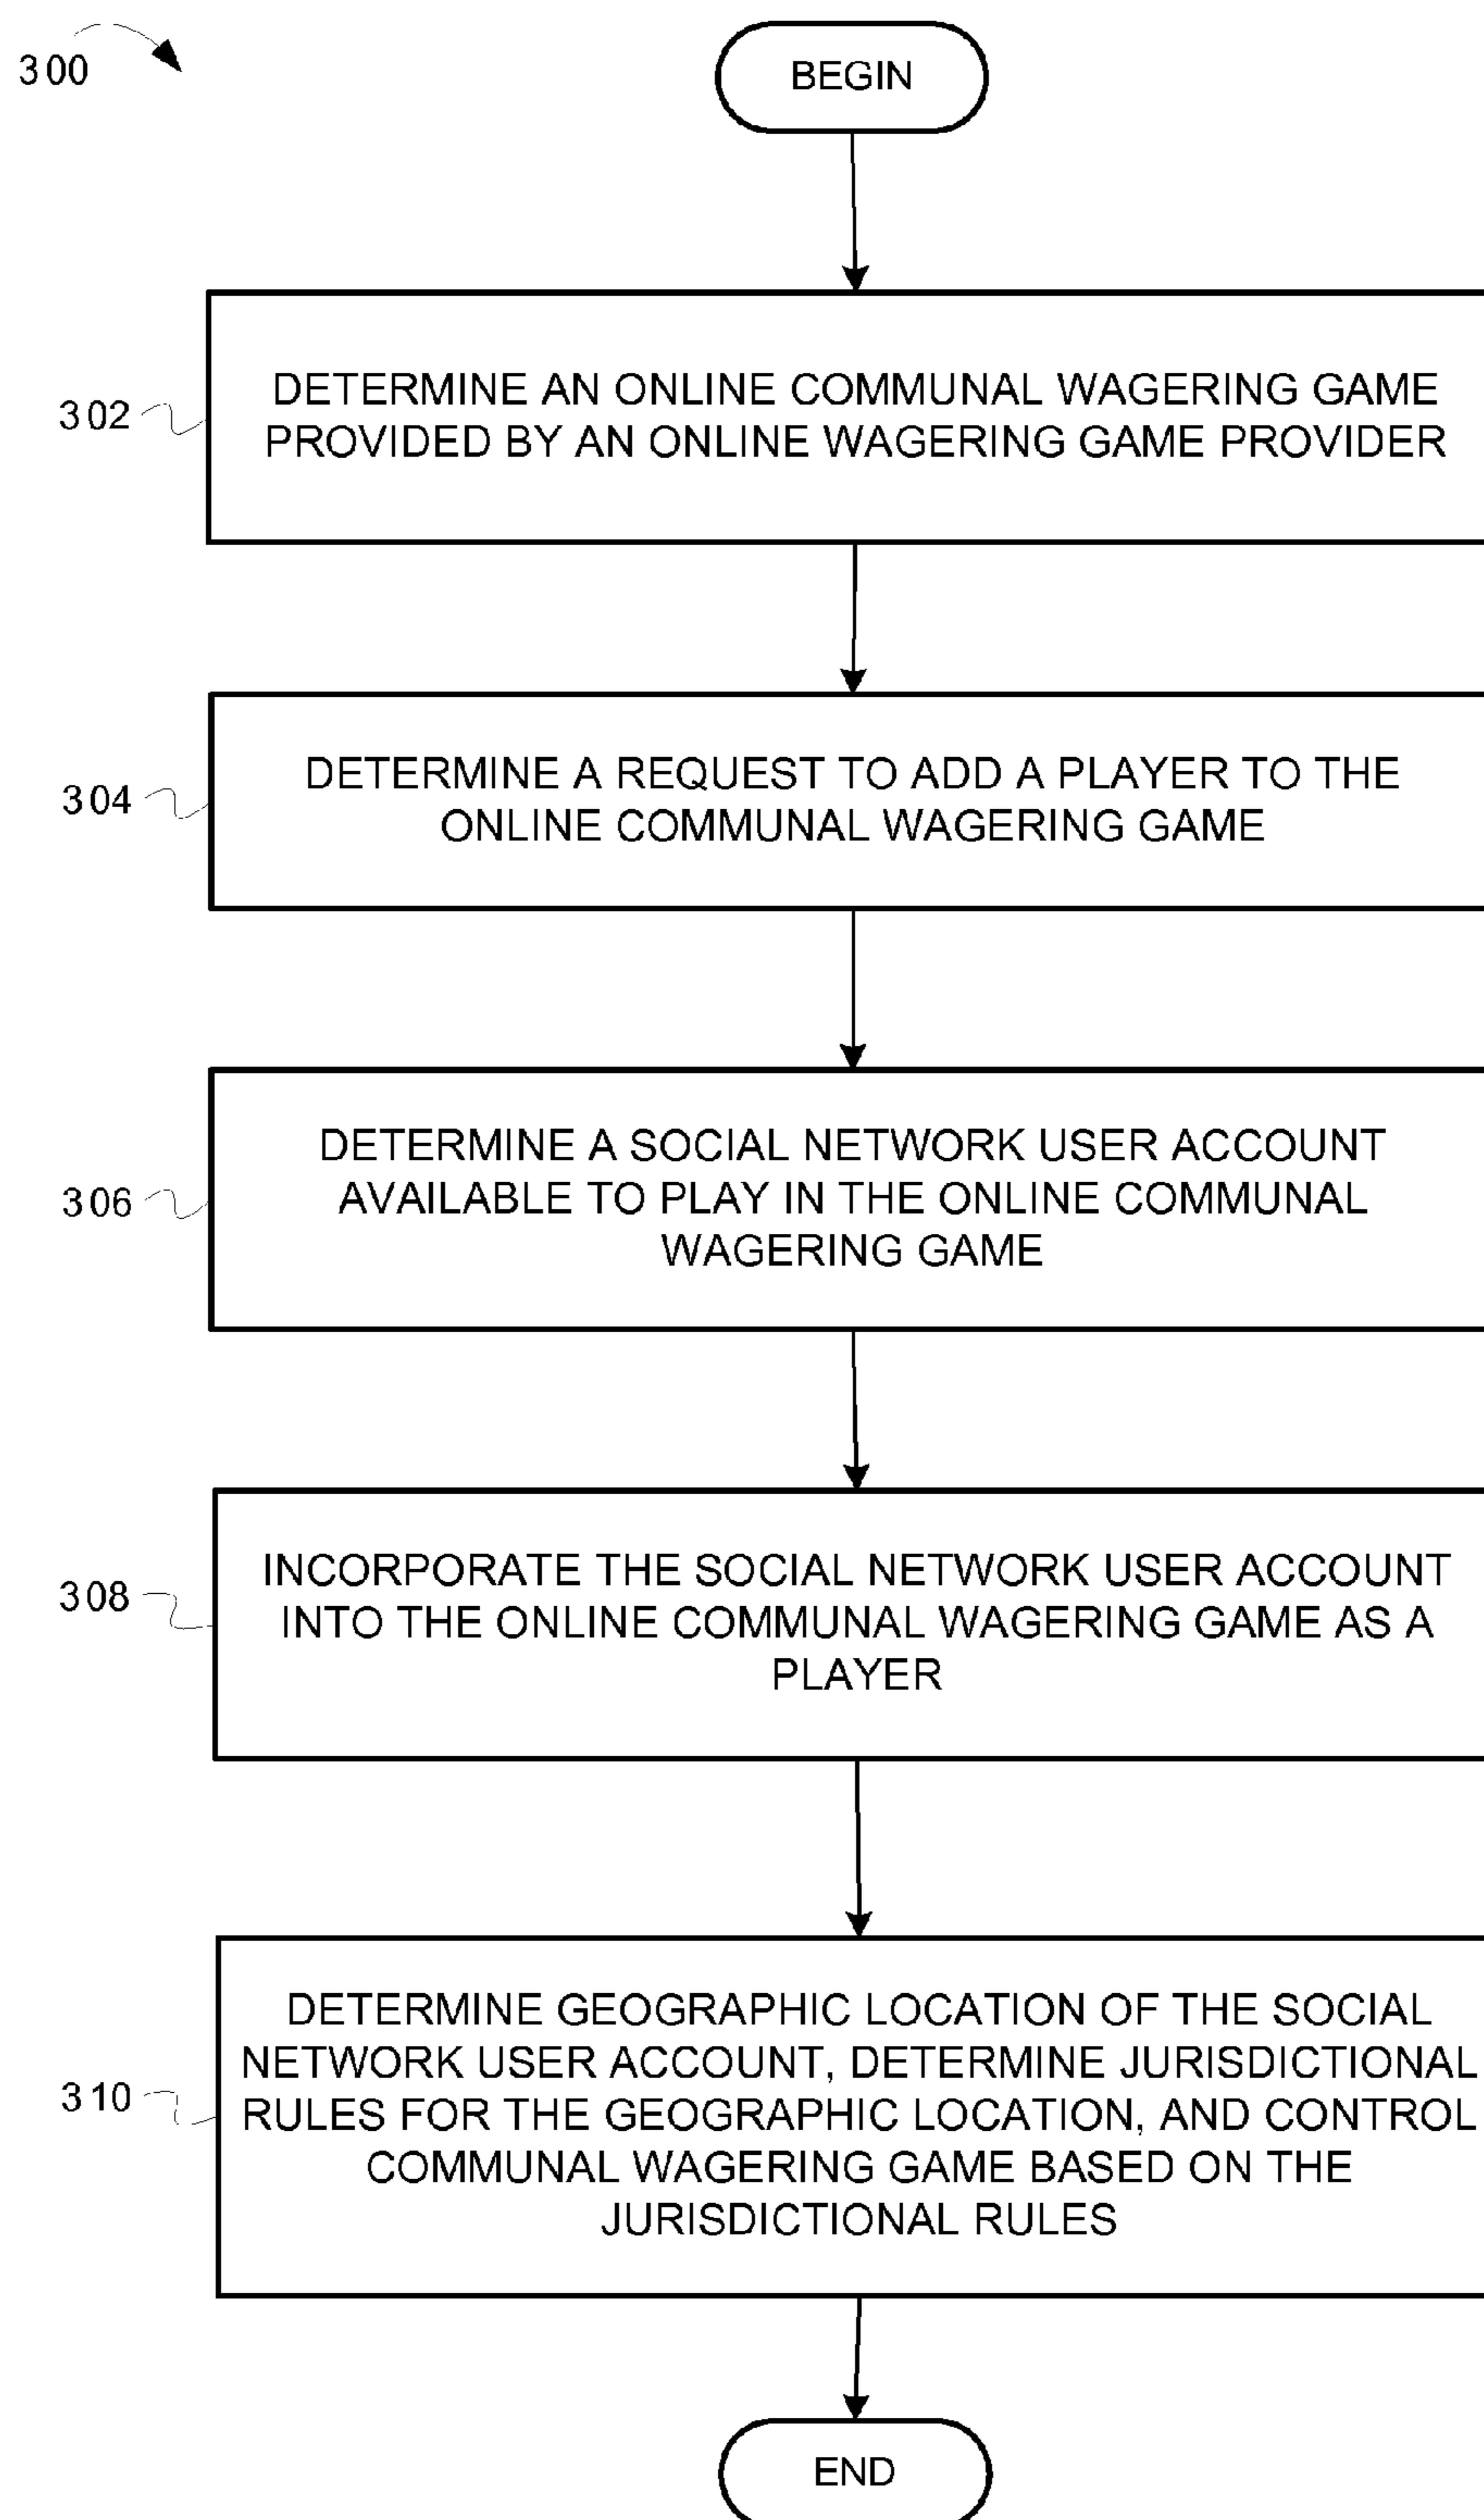 300
BEGIN
302
DETERMINE AN ONLINE COMMUNAL WAGERING GAME
PROVIDED BY AN ONLINE WAGERING GAME PROVIDER
304
DETERMINE A REQUEST TO ADD A PLAYER TO THE
ONLINE COMMUNAL WAGERING GAME
306
DETERMINE A SOCIAL NETWORK USER ACCOUNT
AVAILABLE TO PLAY IN THE ONLINE COMMUNAL
WAGERING GAME
308
INCORPORATE THE SOCIAL NETWORK USER ACCOUNT
INTO THE ONLINE COMMUNAL WAGERING GAME AS A
PLAYER
310
DETERMINE GEOGRAPHIC LOCATION OF THE SOCIAL
NETWORK USER ACCOUNT, DETERMINE JURISDICTIONAL
RULES FOR THE GEOGRAPHIC LOCATION, AND CONTROL
COMMUNAL WAGERING GAME BASED ON THE
JURISDICTIONAL RULES
END